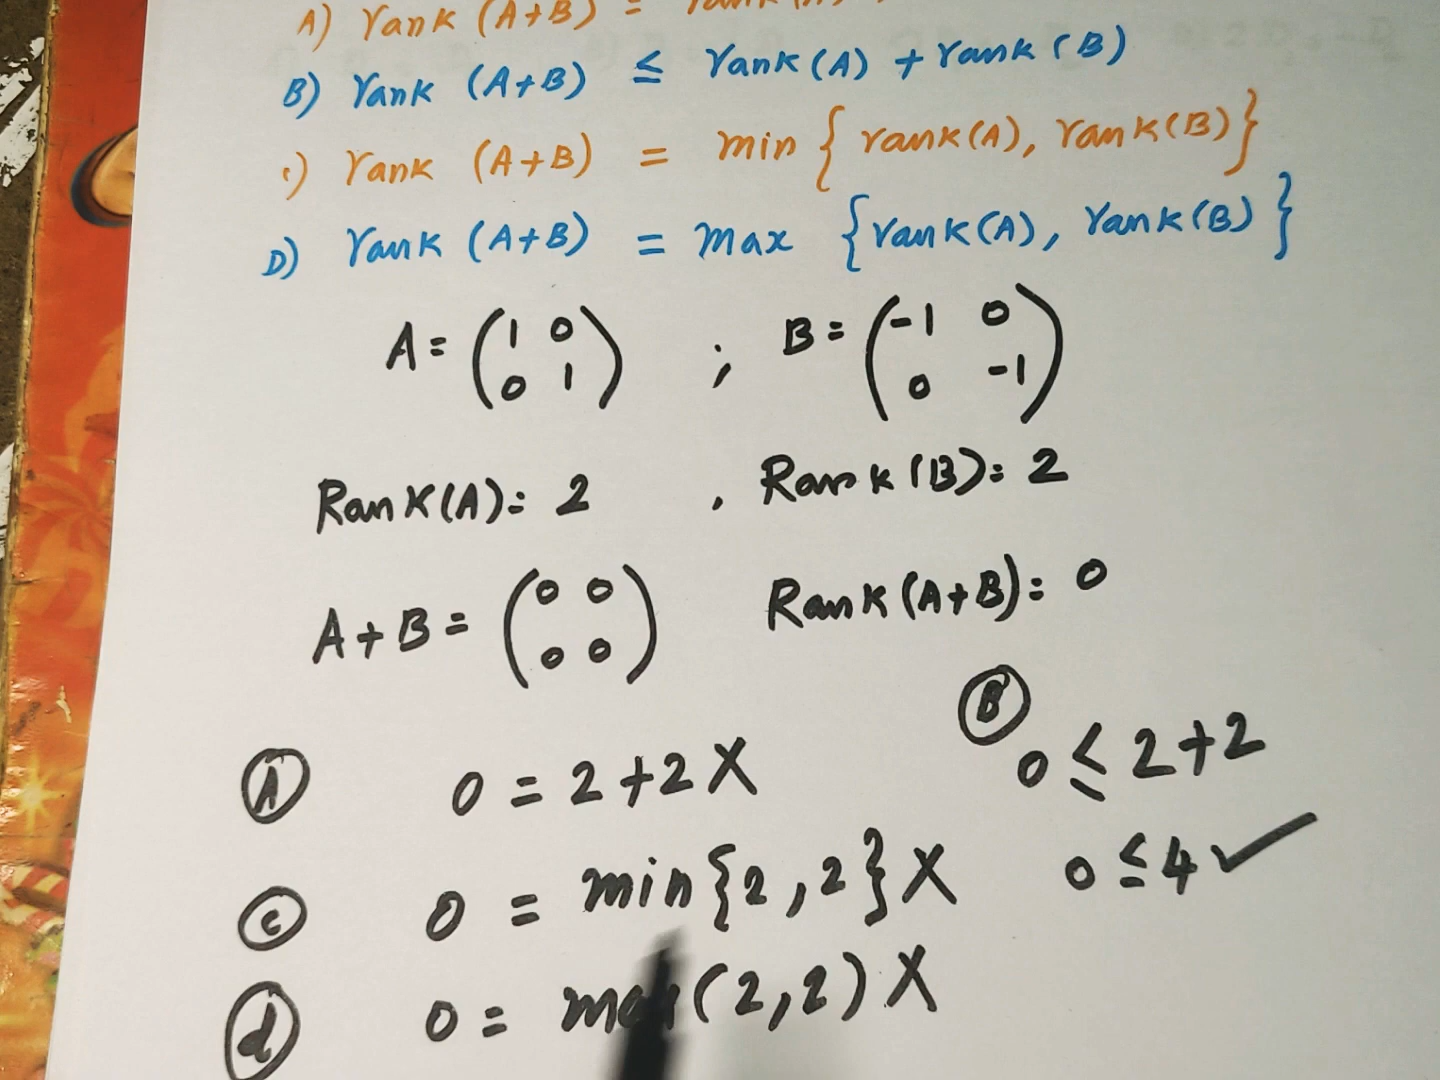 A) rank (A+B) =
B) rank (A+B) ≤ rank(A) + rank(B)
c) rank (A+B) = min {rank(A), rank(B)}
D) rank (A+B) = max {rank(A), rank(B)}
A = (1 0 ; B = (-1 0
0 1) 0 -1)
Rank(A): 2 , Rank(B): 2
A+B = (0 0 Rank(A+B): 0
0 0)
B
A 0 = 2+2 X 0 ≤ 2+2
c 0 = min{2,2} X 0 ≤ 4 ✓
d 0 = (2,2) X